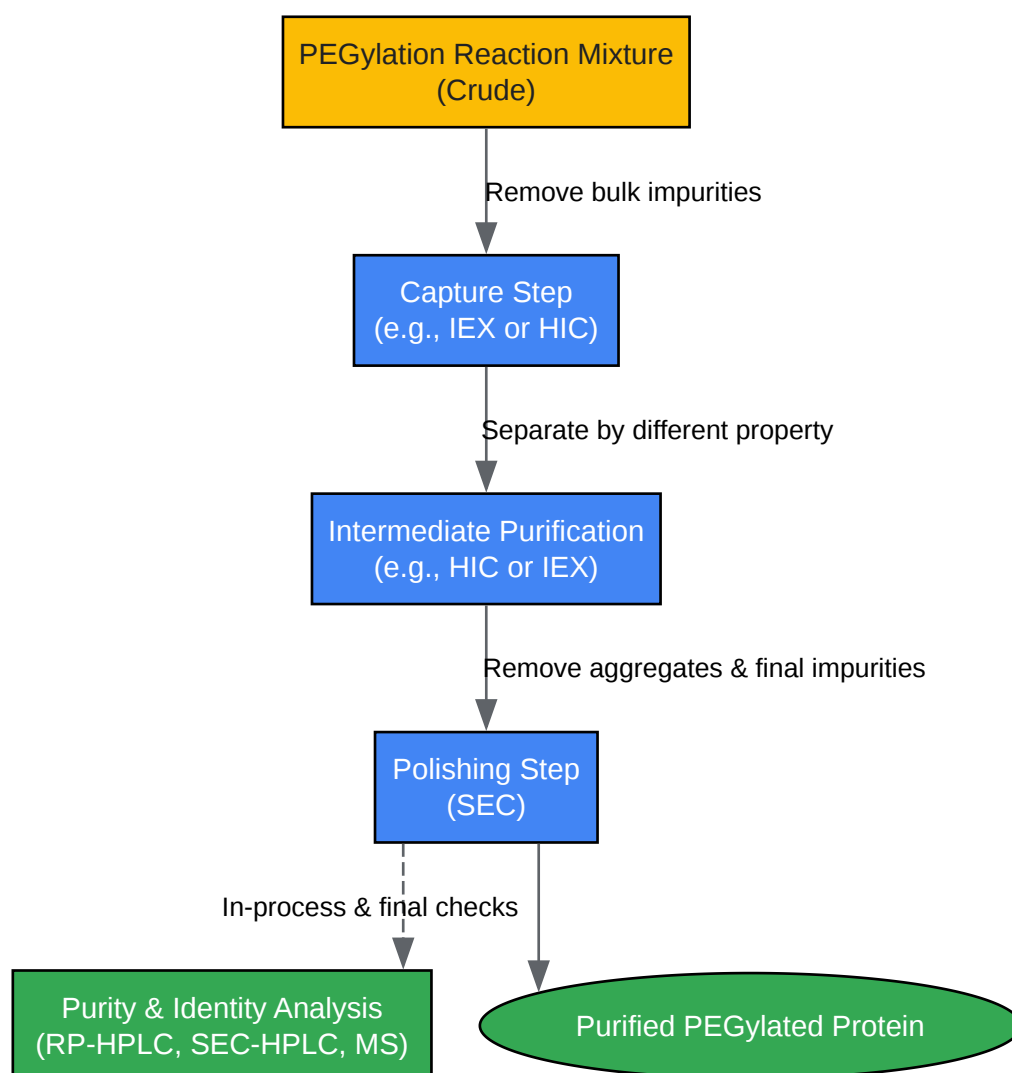 PEGylation Reaction Mixture
(Crude)
Remove bulk impurities
Capture Step
(e.g., IEX or HIC)
Separate by different property
Intermediate Purification
(e.g., HIC or IEX)
Remove aggregates & final impurities
Polishing Step
(SEC)
In-process & final checks
Purity & Identity Analysis
(RP-HPLC, SEC-HPLC, MS)
Purified PEGylated Protein